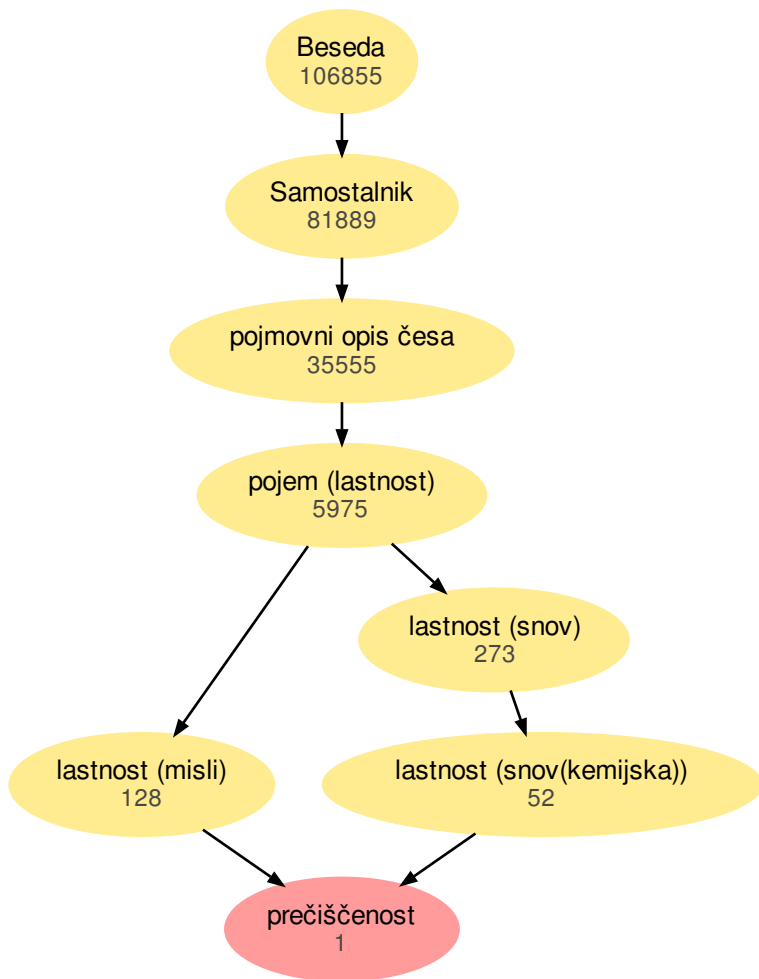 Beseda
106855
Samostalnik
81889
pojmovni opis česa
35555
pojem (lastnost)
5975
lastnost (snov)
273
lastnost (misli)
128
lastnost (snov(kemijska))
52
prečiščenost
1